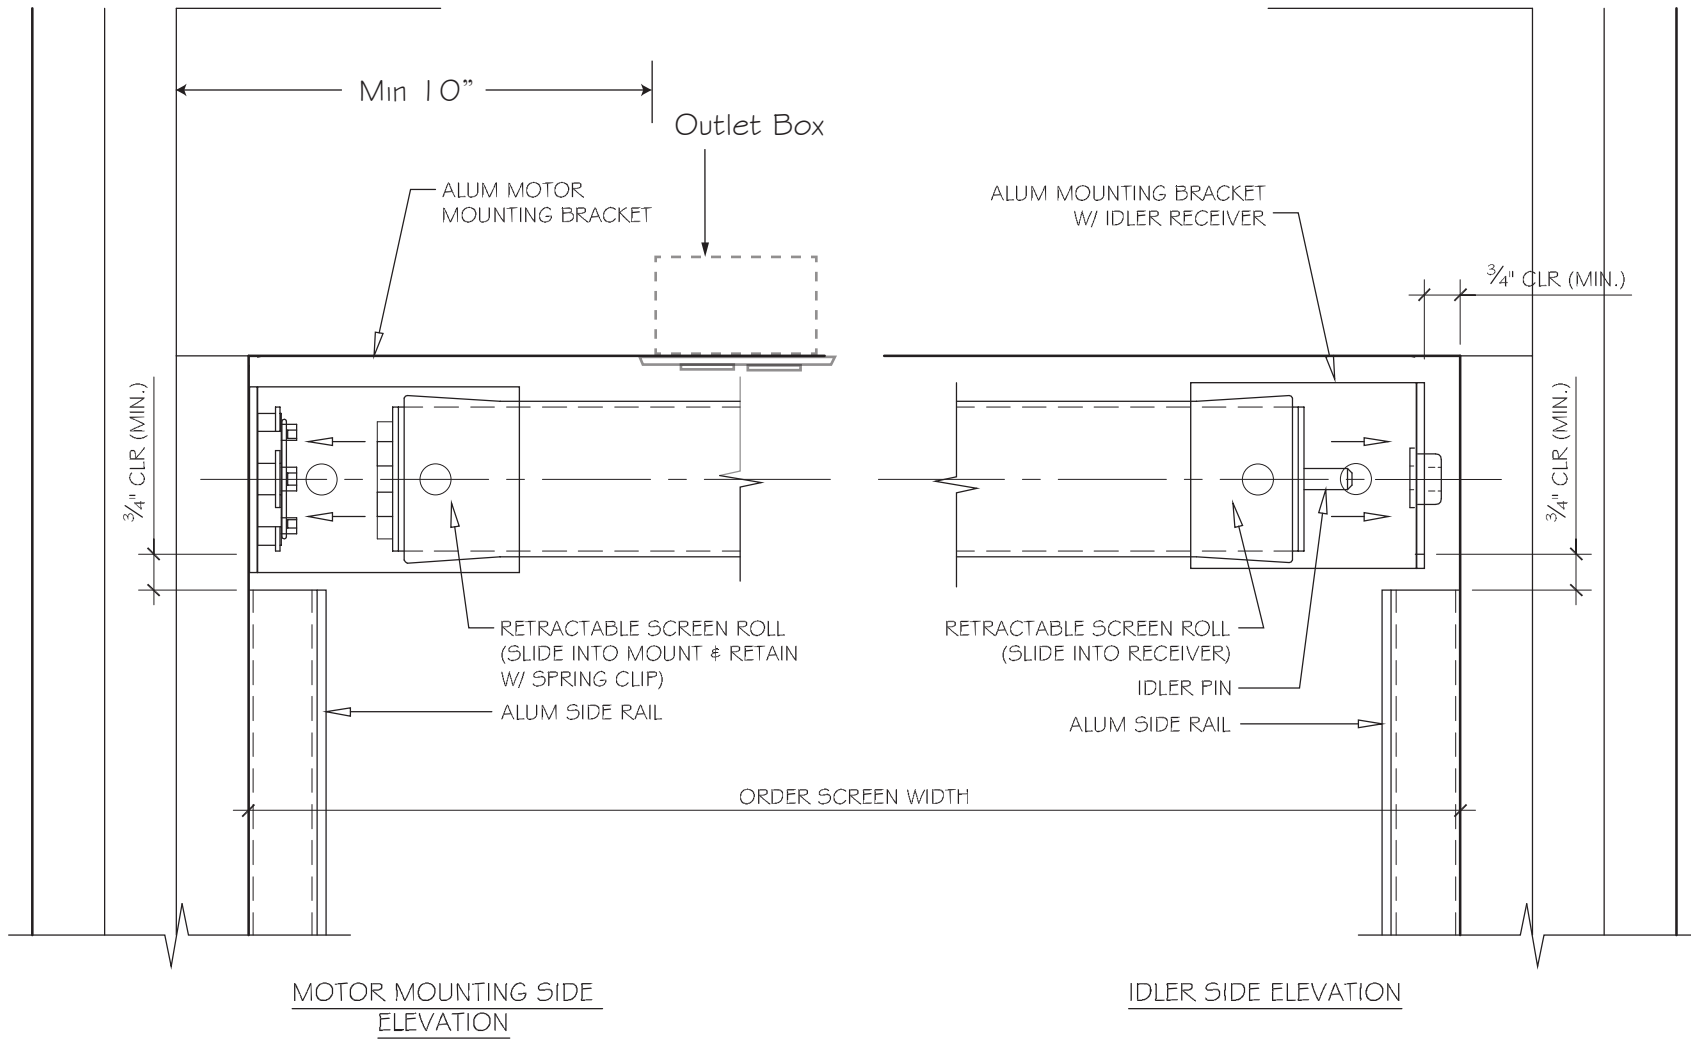 Min 10”
Outlet Box
ALUM MOTOR
MOUNTING BRACKET
ALUM MOUNTING BRACKET
W/ IDLER RECEIVER
3/4" CLR (MIN.)
3/4" CLR (MIN.)
3/4" CLR (MIN.)
RETRACTABLE SCREEN ROLL
(SLIDE INTO MOUNT & RETAIN
W/ SPRING CLIP)
ALUM SIDE RAIL
RETRACTABLE SCREEN ROLL
(SLIDE INTO RECEIVER)
IDLER PIN
ALUM SIDE RAIL
ORDER SCREEN WIDTH
MOTOR MOUNTING SIDE
ELEVATION
IDLER SIDE ELEVATION